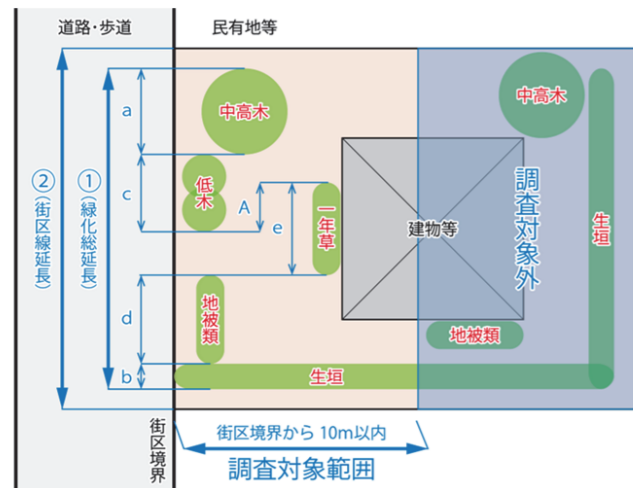 道路・歩道
民有地等
a
中高木
中高木
②(街区線延長)
①(緑化総延長)
c
低木
A
e
一年草
建物等
調査対象外
生垣
d
地被類
地被類
b
生垣
街区境界
街区境界から 10m以内
調査対象範囲